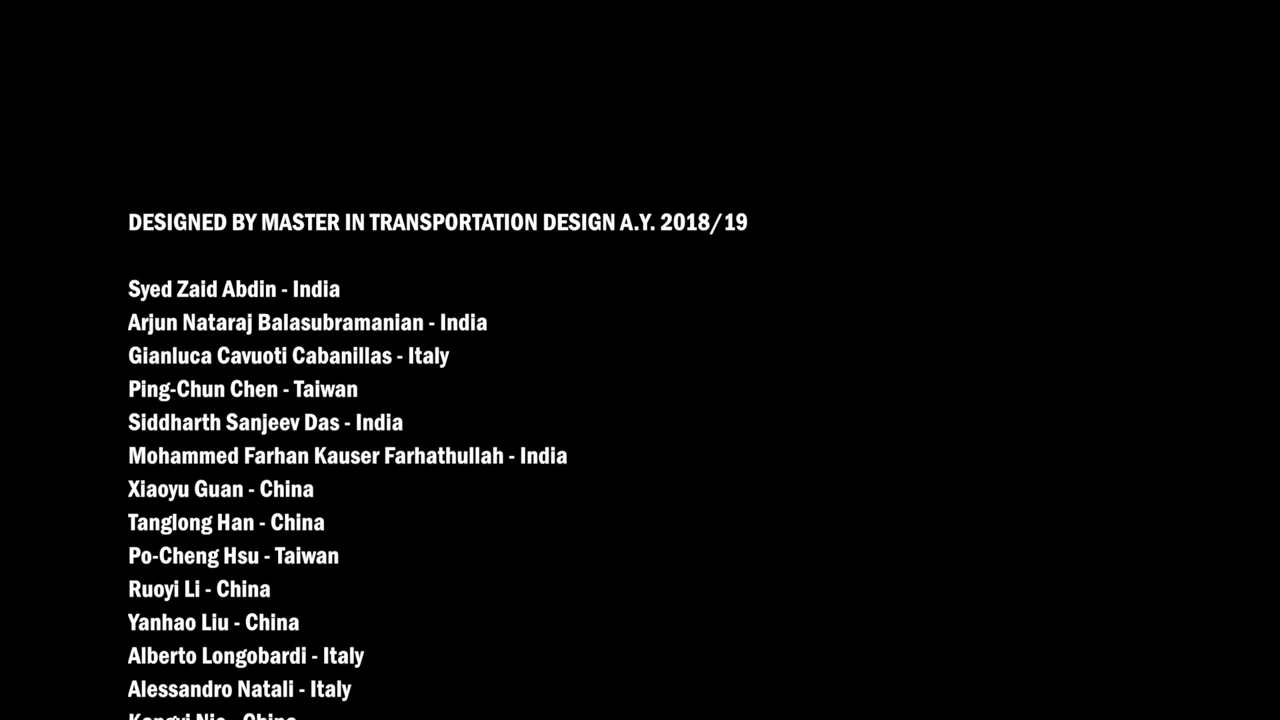 DESIGNED BY MASTER IN TRANSPORTATION DESIGN A.Y. 2018/19
Syed Zaid Abdin - India
Arjun Nataraj Balasubramanian - India
Gianluca Cavuoti Cabanillas - Italy
Ping-Chun Chen - Taiwan
Siddharth Sanjeev Das - India
Mohammed Farhan Kauser Farhathullah - India
Xiaoyu Guan - China
Tanglong Han - China
Po-Cheng Hsu - Taiwan
Ruoyi Li - China
Yanhao Liu - China
Alberto Longobardi - Italy
Alessandro Natali - Italy